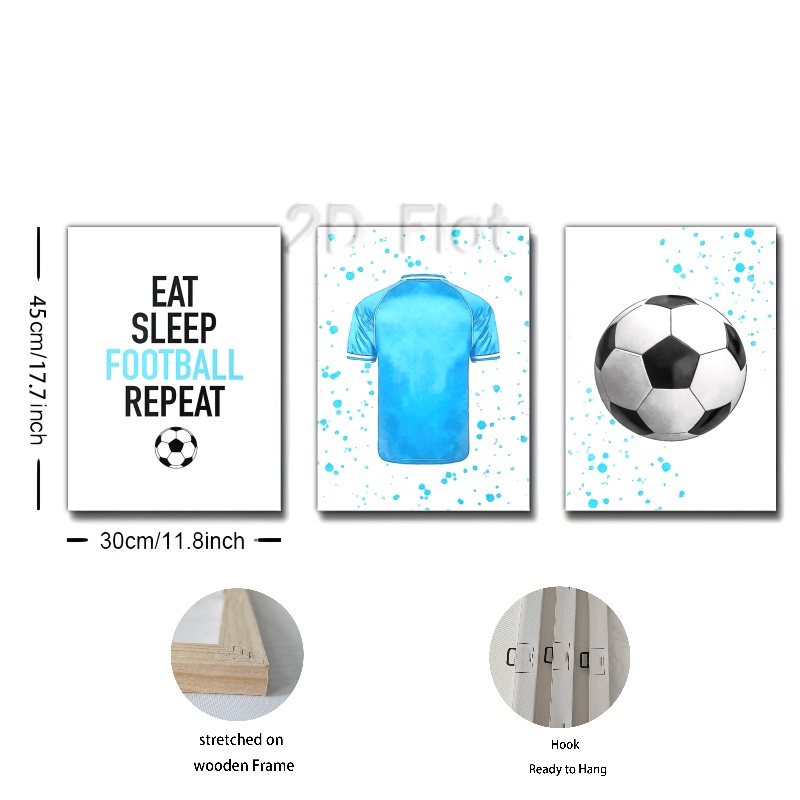 2D Flat
EAT
SLEEP
FOOTBALL
REPEAT
45cm/17.7inch
30cm/11.8inch
stretched on
wooden Frame
Hook
Ready to Hang